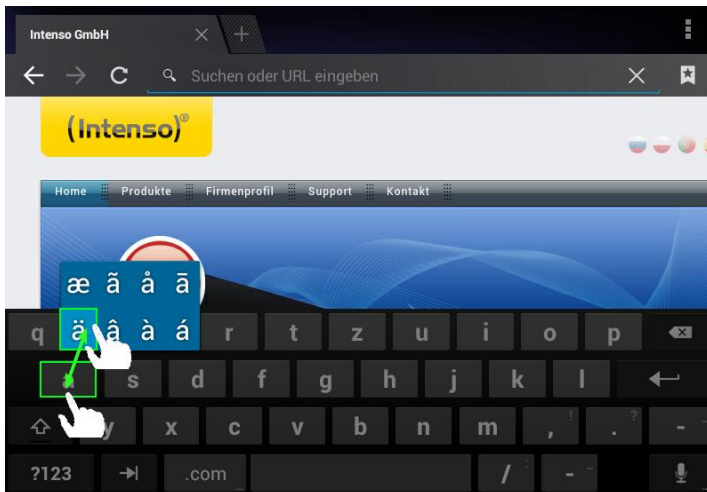 Intenso GmbH
Suchen oder URL eingeben
(Intenso)®
Home Produkte Firmenprofil Support Kontakt
æ ã å ā
ä â à á
q r t z u i o p
a s d f g h j k l
y x c v b n m , ! . ? -
?123 .com / : - _